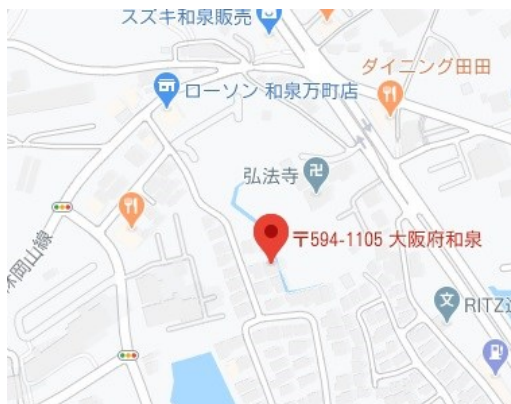 スズキ和泉販売
ダイニング田田
ローソン 和泉万町店
弘法寺
〒594-1105 大阪府和泉
岡山線
RITZ